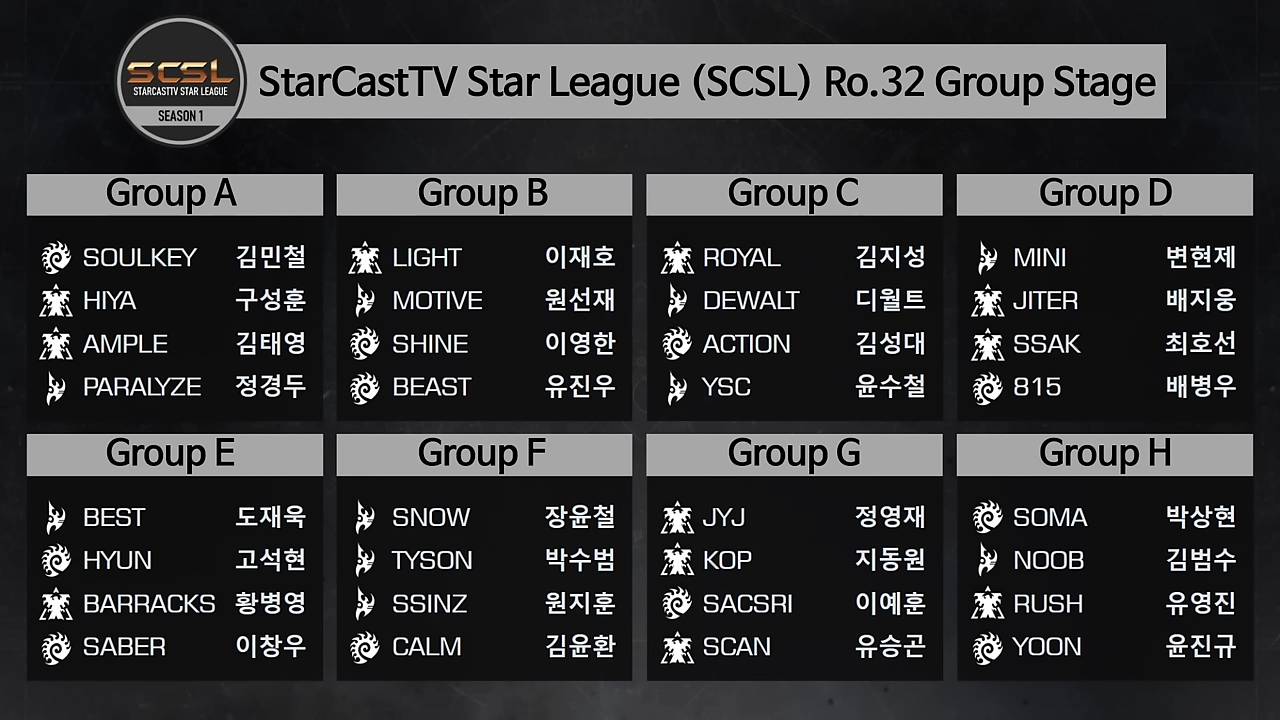 SCSL
STARCASTTV STAR LEAGUE
SEASON 1
StarCastTV Star League (SCSL) Ro.32 Group Stage
Group A
SOULKEY 김민철
HIYA 구성훈
AMPLE 김태영
PARALYZE 정경두
Group B
LIGHT 이재호
MOTIVE 원선재
SHINE 이영한
BEAST 유진우
Group C
ROYAL 김지성
DEWALT 디월트
ACTION 김성대
YSC 윤수철
Group D
MINI 변현제
JITER 배지웅
SSAK 최호선
815 배병우
Group E
BEST 도재욱
HYUN 고석현
BARRACKS 황병영
SABER 이창우
Group F
SNOW 장윤철
TYSON 박수범
SSINZ 원지훈
CALM 김윤환
Group G
JYJ 정영재
KOP 지동원
SACSRI 이예훈
SCAN 유승곤
Group H
SOMA 박상현
NOOB 김범수
RUSH 유영진
YOON 윤진규